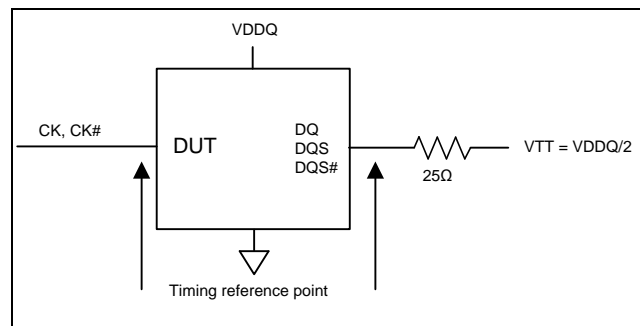 VDDQ
CK, CK#
DUT
DQ
DQS
DQS#
VTT = VDDQ/2
25Ω
Timing reference point